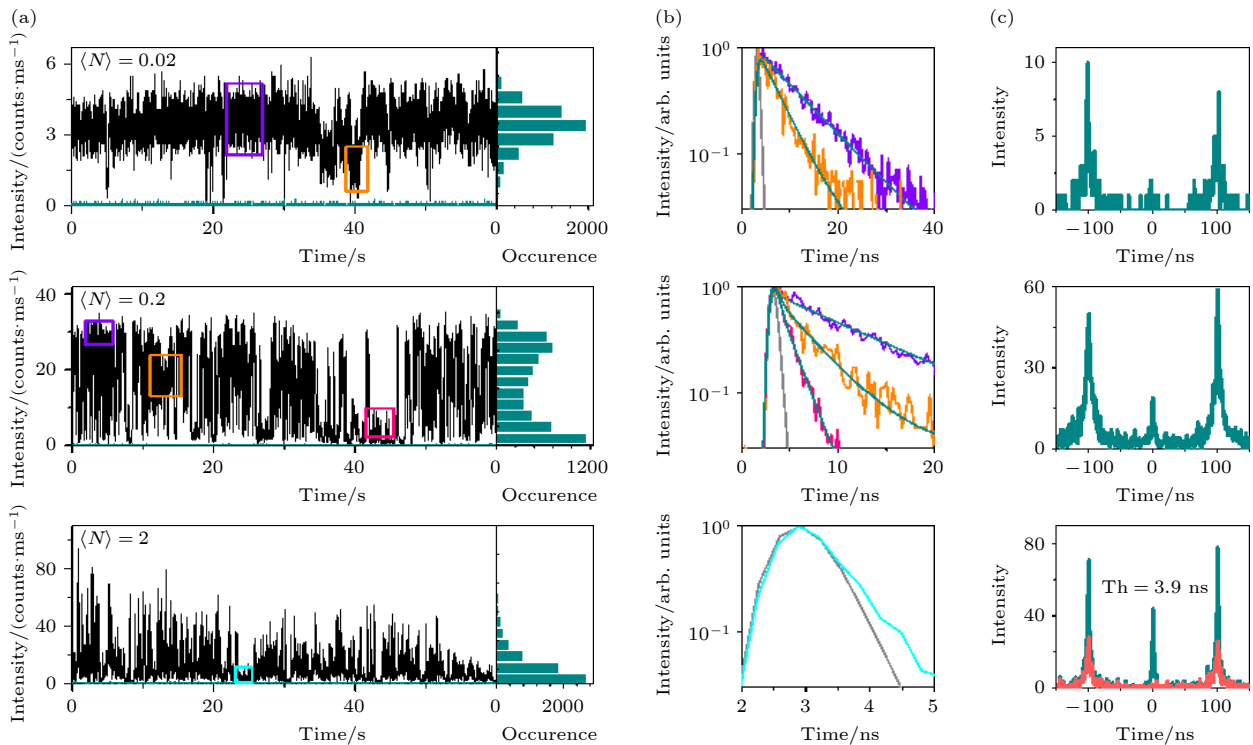 (a)
(b)
(c)
Intensity/(counts·ms⁻¹)
⟨N⟩ = 0.02
6
3
0
0 20 40
Time/s
0 2000
Occurence
Intensity/arb. units
10⁰
10⁻¹
0 10 20 30 40
Time/ns
Intensity
10
5
0
−100 0 100
Time/ns
Intensity/(counts·ms⁻¹)
⟨N⟩ = 0.2
40
20
0
0 20 40
Time/s
0 1200
Occurence
Intensity/arb. units
10⁰
10⁻¹
0 10 20
Time/ns
Intensity
60
30
0
−100 0 100
Time/ns
Intensity/(counts·ms⁻¹)
⟨N⟩ = 2
80
40
0
0 20 40
Time/s
0 2000
Occurence
Intensity/arb. units
10⁰
10⁻¹
2 3 4 5
Time/ns
Intensity
80
40
0
Th = 3.9 ns
−100 0 100
Time/ns